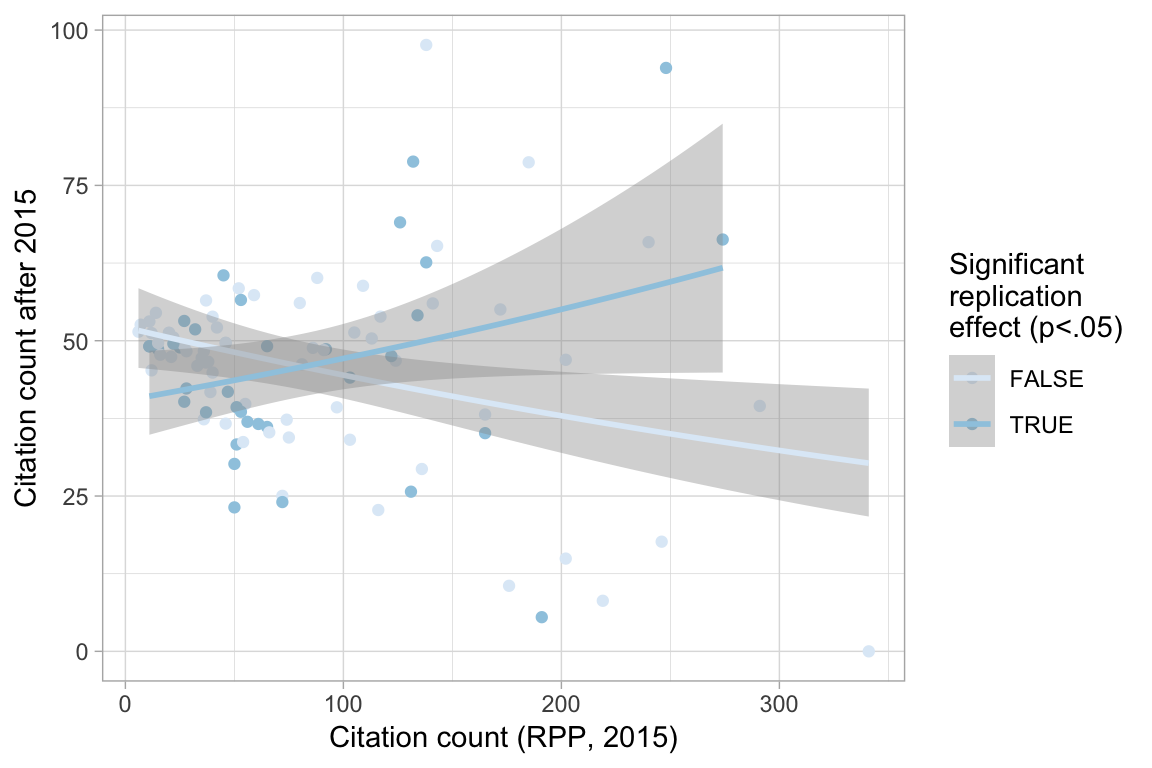 100
75
50
25
0
0 100 200 300
Citation count after 2015
Citation count (RPP, 2015)
Significant
replication
effect (p<.05)
FALSE
TRUE